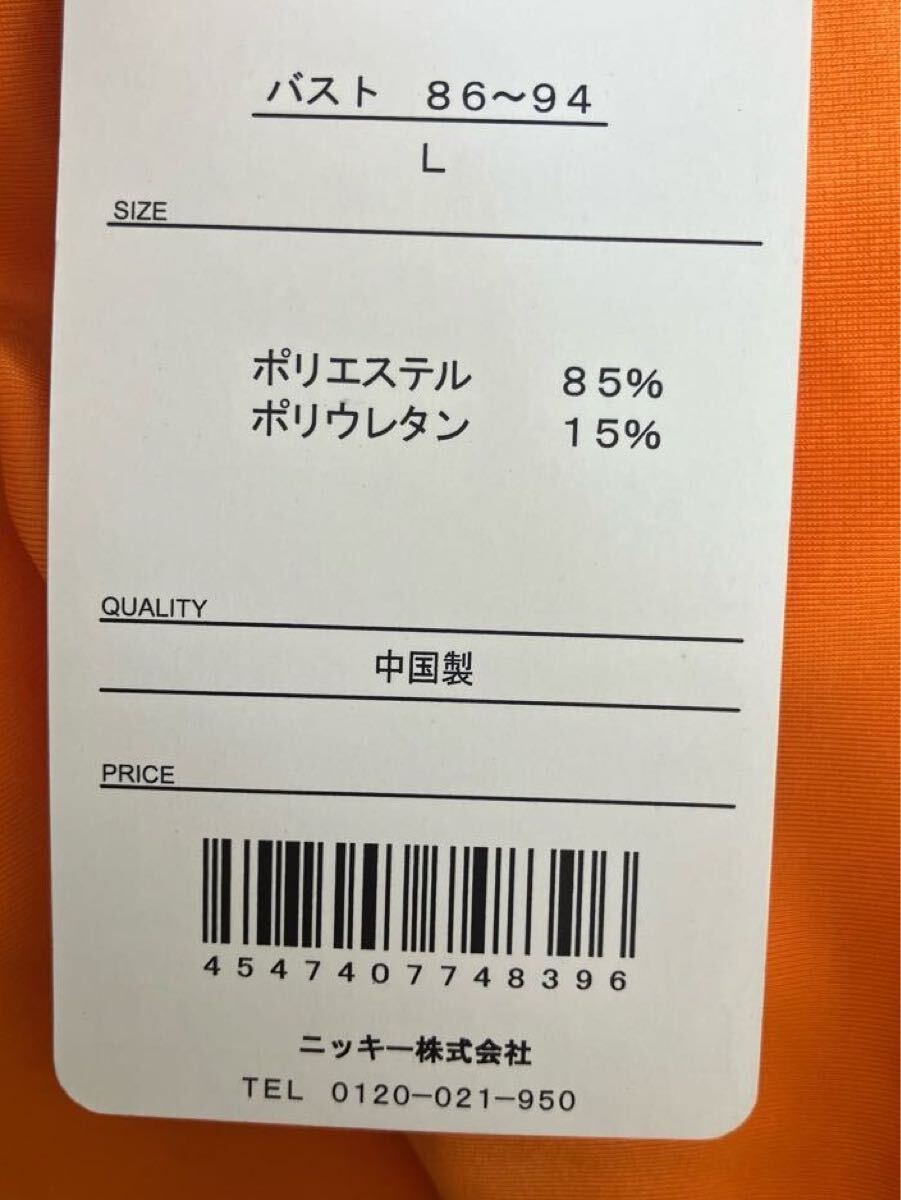 バスト　86〜94
L
SIZE
ポリエステル　85%
ポリウレタン　15%
QUALITY
中国製
PRICE
4547407748396
ニッキー株式会社
TEL 0120-021-950